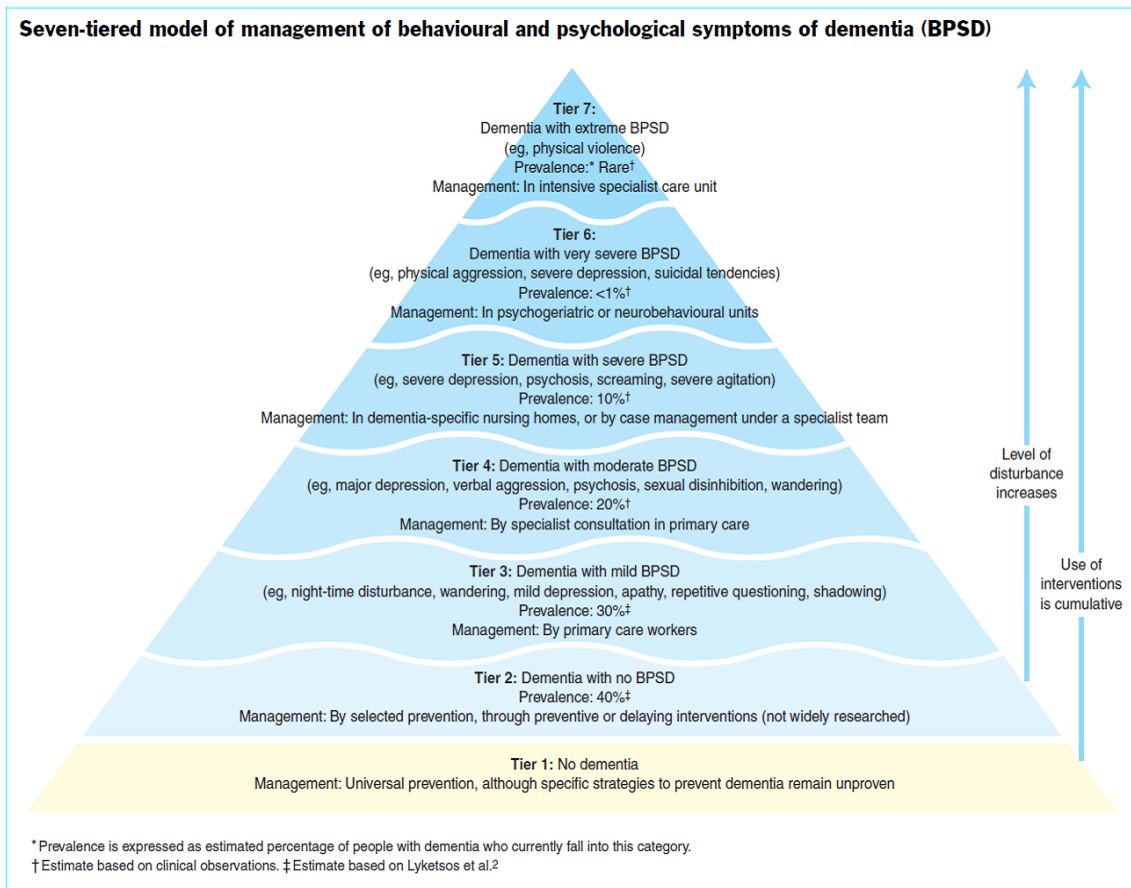 Seven-tiered model of management of behavioural and psychological symptoms of dementia (BPSD)
Tier 7:
Dementia with extreme BPSD
(eg, physical violence)
Prevalence:* Rare†
Management: In intensive specialist care unit
Tier 6:
Dementia with very severe BPSD
(eg, physical aggression, severe depression, suicidal tendencies)
Prevalence: <1%†
Management: In psychogeriatric or neurobehavioural units
Tier 5: Dementia with severe BPSD
(eg, severe depression, psychosis, screaming, severe agitation)
Prevalence: 10%†
Management: In dementia-specific nursing homes, or by case management under a specialist team
Tier 4: Dementia with moderate BPSD
(eg, major depression, verbal aggression, psychosis, sexual disinhibition, wandering)
Prevalence: 20%†
Management: By specialist consultation in primary care
Tier 3: Dementia with mild BPSD
(eg, night-time disturbance, wandering, mild depression, apathy, repetitive questioning, shadowing)
Prevalence: 30%‡
Management: By primary care workers
Tier 2: Dementia with no BPSD
Prevalence: 40%‡
Management: By selected prevention, through preventive or delaying interventions (not widely researched)
Tier 1: No dementia
Management: Universal prevention, although specific strategies to prevent dementia remain unproven
Level of
disturbance
increases
Use of
interventions
is cumulative
*Prevalence is expressed as estimated percentage of people with dementia who currently fall into this category.
†Estimate based on clinical observations. ‡Estimate based on Lyketsos et al.2